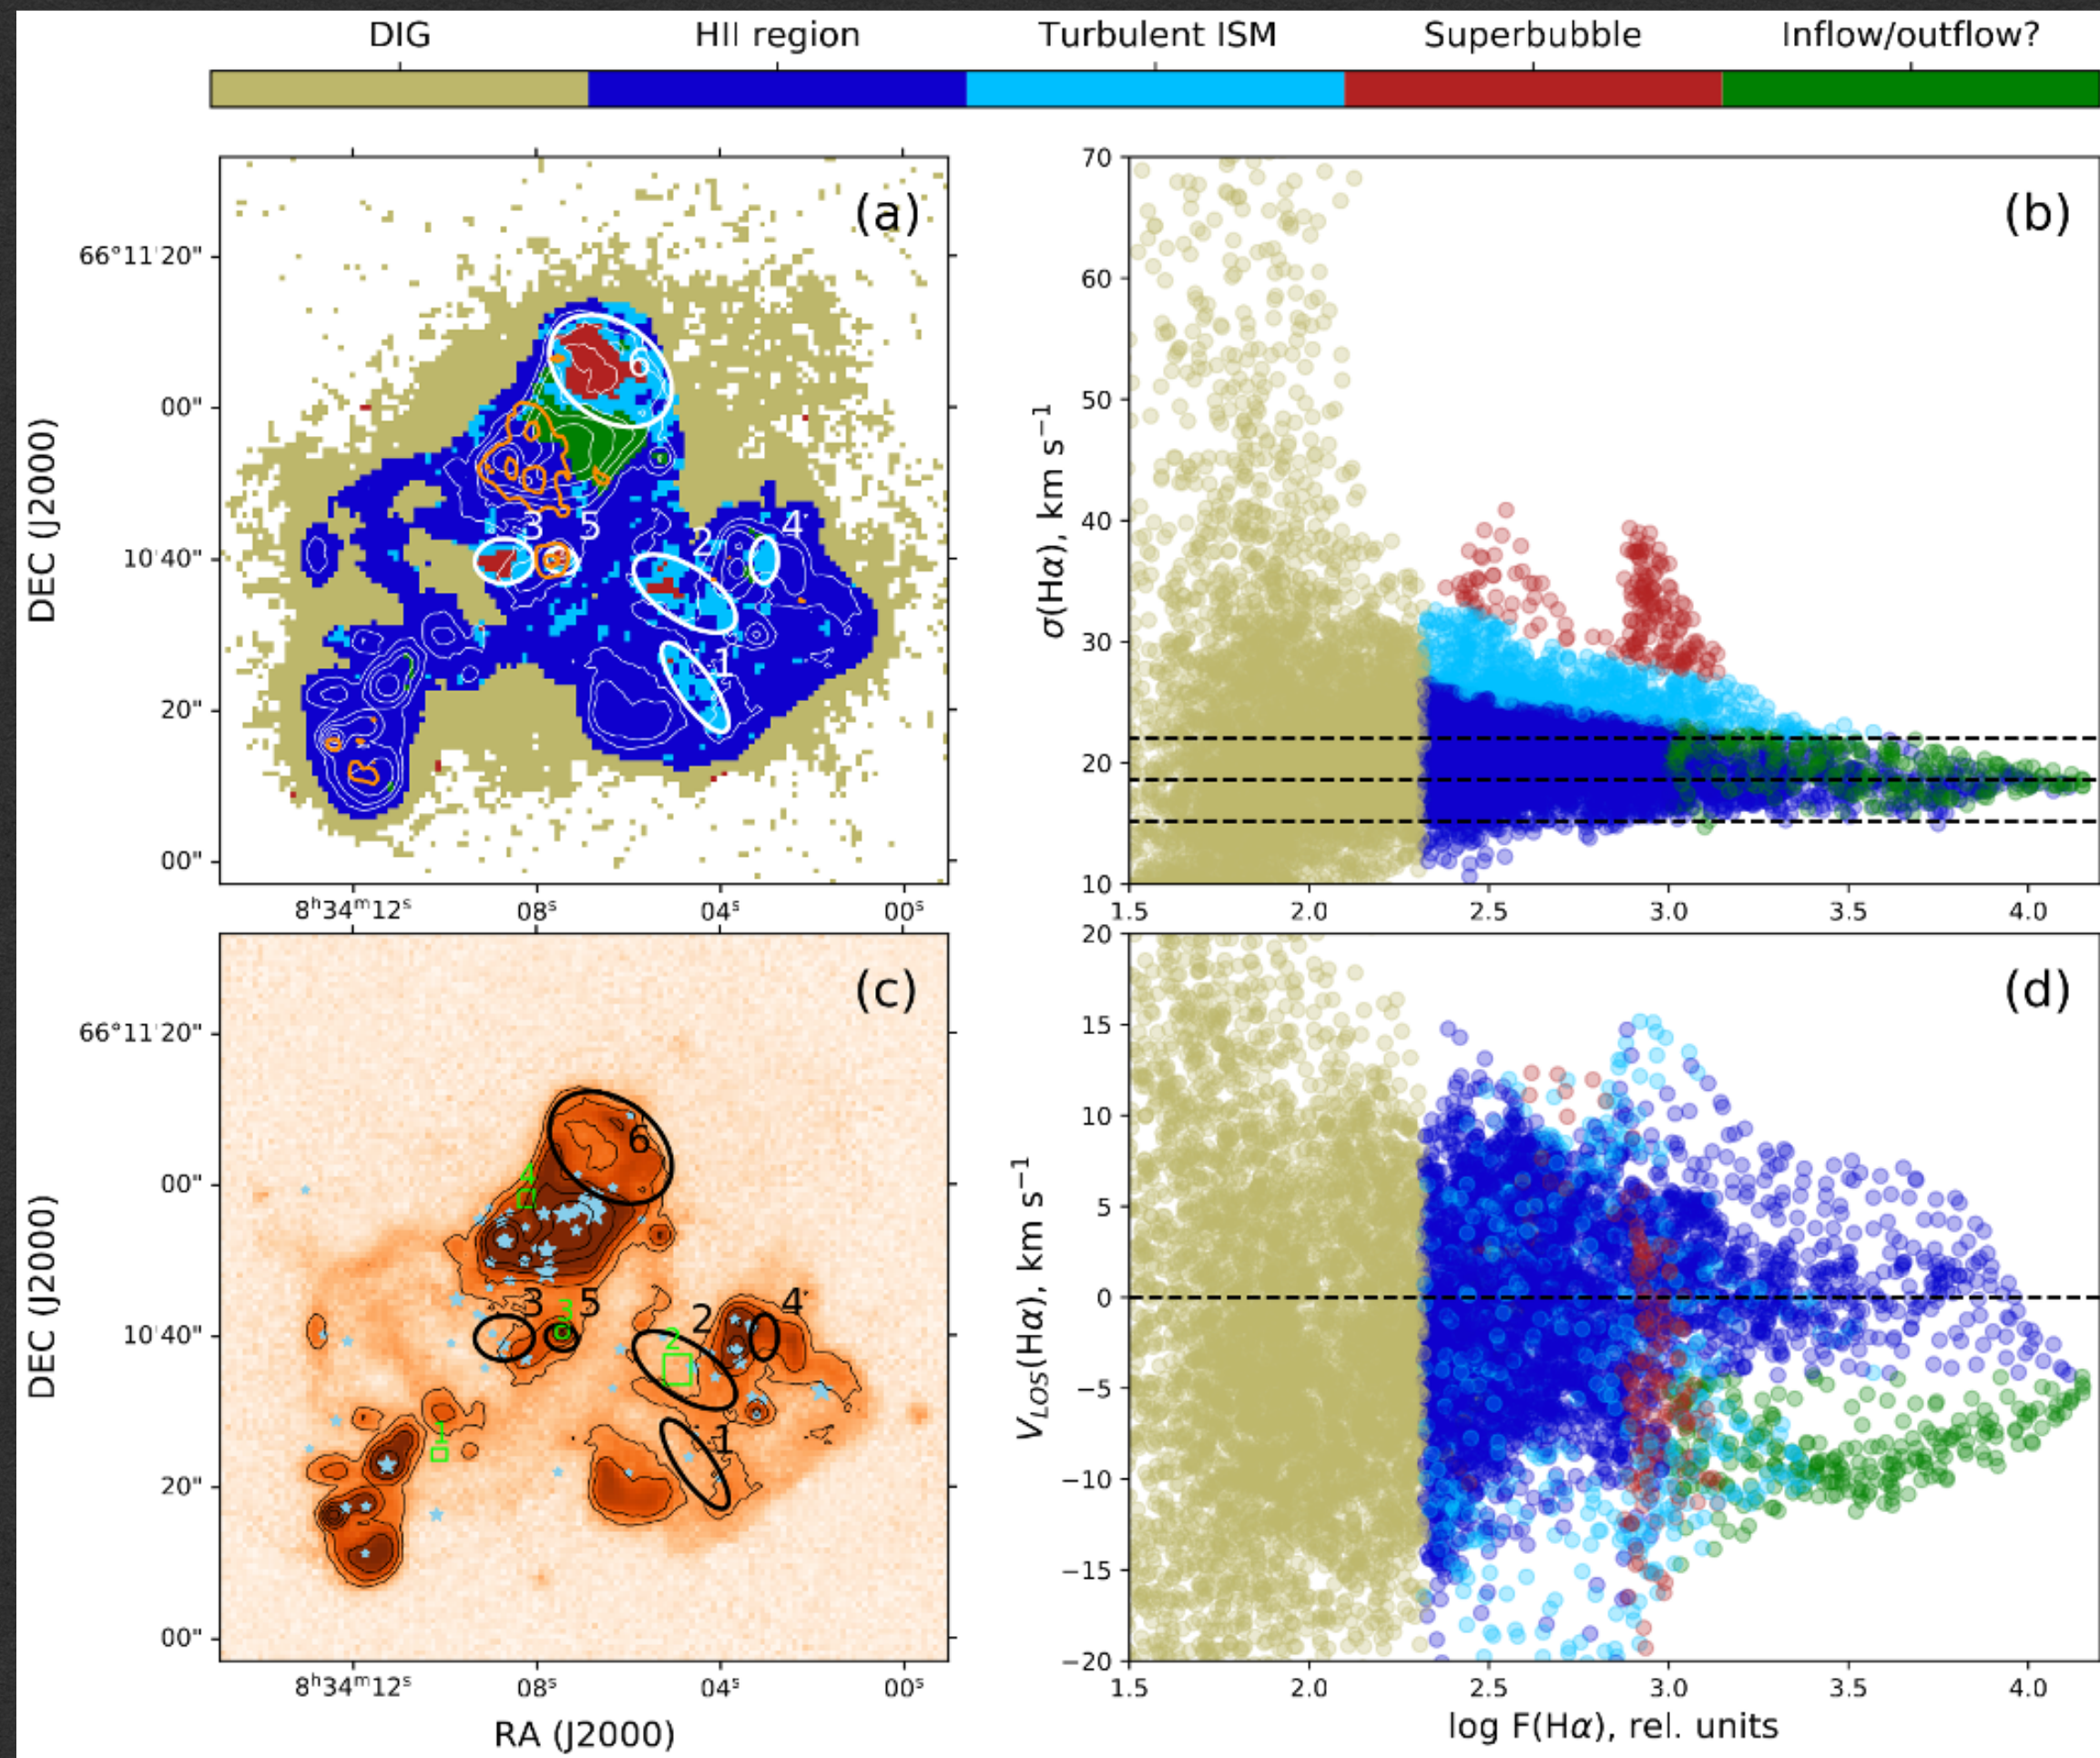 DIG HII region Turbulent ISM Superbubble Inflow/outflow?
(a)
66°11'20"
00"
10'40"
20"
00"
DEC (J2000)
6
3 5 2 4
1
8ʰ34ᵐ12ˢ 08ˢ 04ˢ 00ˢ
(b)
70
60
50
40
30
20
10
σ(Hα), km s⁻¹
1.5 2.0 2.5 3.0 3.5 4.0
(c)
66°11'20"
00"
10'40"
20"
00"
DEC (J2000)
6
4
3 5 2 4
3
2
1
1
8ʰ34ᵐ12ˢ 08ˢ 04ˢ 00ˢ
RA (J2000)
(d)
20
15
10
5
0
−5
−10
−15
−20
V_LOS(Hα), km s⁻¹
1.5 2.0 2.5 3.0 3.5 4.0
log F(Hα), rel. units